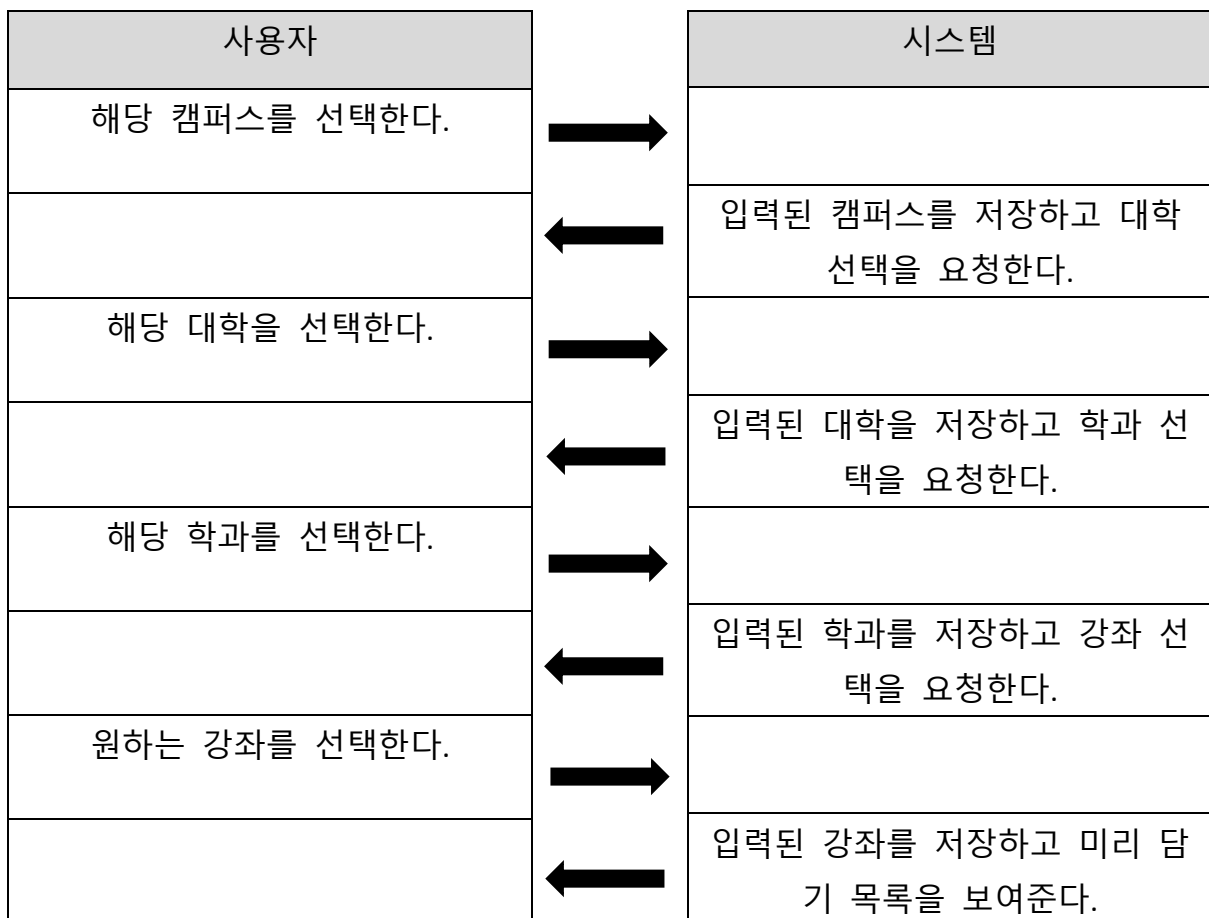 사용자
시스템
해당 캠퍼스를 선택한다.
입력된 캠퍼스를 저장하고 대학
선택을 요청한다.
해당 대학을 선택한다.
입력된 대학을 저장하고 학과 선
택을 요청한다.
해당 학과를 선택한다.
입력된 학과를 저장하고 강좌 선
택을 요청한다.
원하는 강좌를 선택한다.
입력된 강좌를 저장하고 미리 담
기 목록을 보여준다.